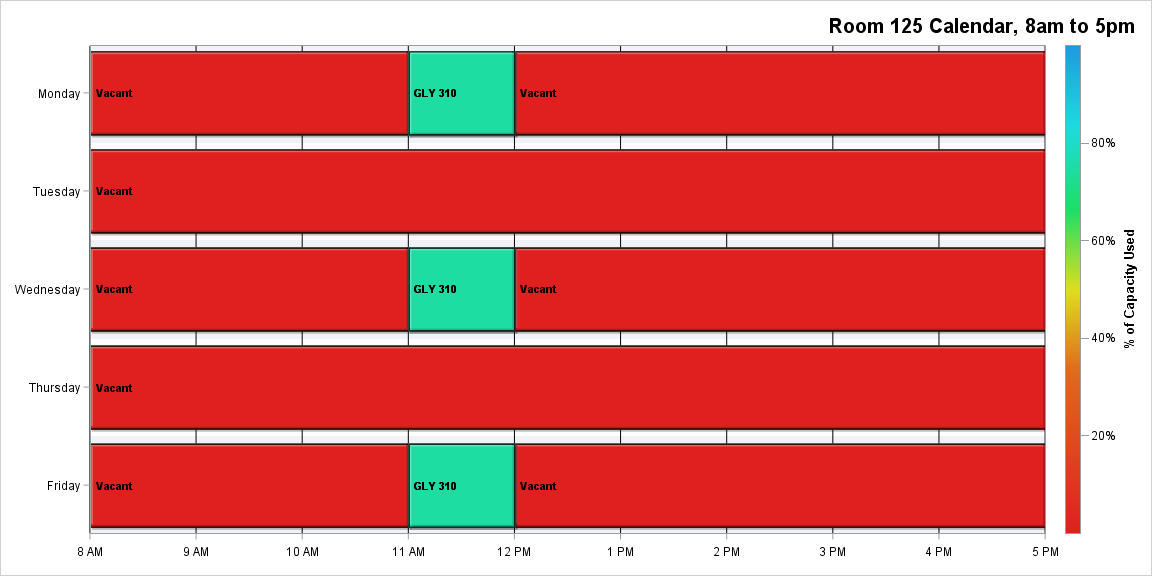 Room 125 Calendar, 8am to 5pm
Monday
Vacant
GLY 310
Vacant
Tuesday
Vacant
Wednesday
Vacant
GLY 310
Vacant
Thursday
Vacant
Friday
Vacant
GLY 310
Vacant
8 AM
9 AM
10 AM
11 AM
12 PM
1 PM
2 PM
3 PM
4 PM
5 PM
80%
60%
40%
20%
% of Capacity Used